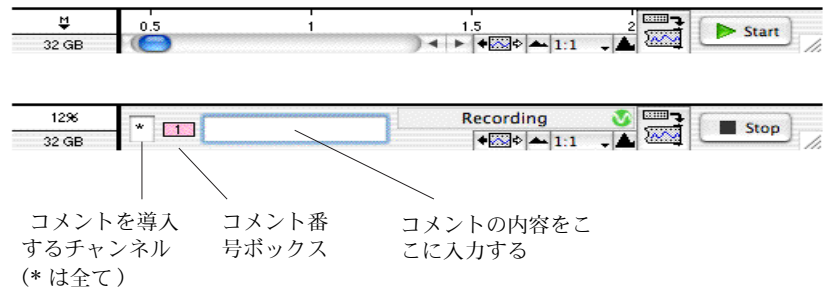 M 0.5 1 1.5 2
32 GB 1:1 Start
12% * 1 Recording
32 GB 1:1 Stop
コメントを導入
するチャンネル
(* は全て )
コメント番
号ボックス
コメントの内容をこ
こに入力する